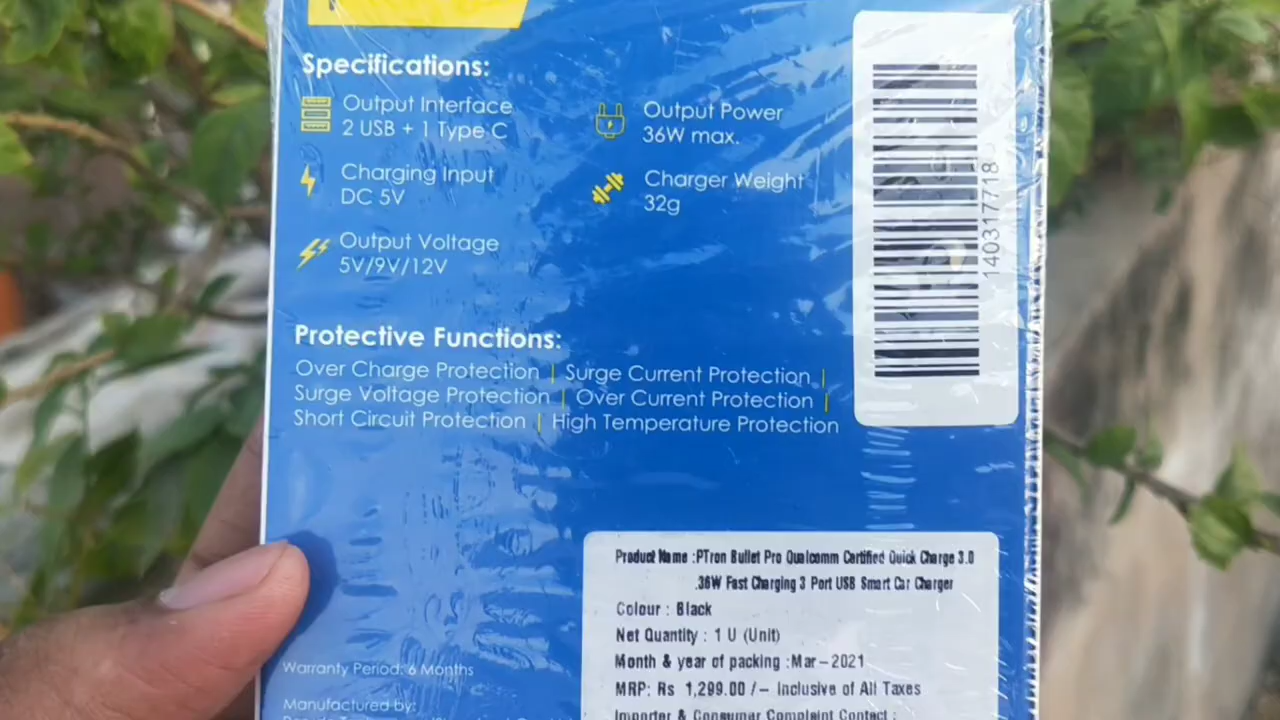 Specifications:
Output Interface
2 USB + 1 Type C
Output Power
36W max.
Charging Input
DC 5V
Charger Weight
32g
Output Voltage
5V/9V/12V
140317718
Protective Functions:
Over Charge Protection | Surge Current Protection |
Surge Voltage Protection | Over Current Protection |
Short Circuit Protection | High Temperature Protection
Product Name :PTron Bullet Pro Qualcomm Certified Quick Charge 3.0
.36W Fast Charging 3 Port USB Smart Car Charger
Colour : Black
Net Quantity : 1 U (Unit)
Month & year of packing :Mar-2021
MRP: Rs 1,299.00 /- Inclusive of All Taxes
Importer & Consumer Complaint Contact :
Warranty Period: 6 Months
Manufactured by: